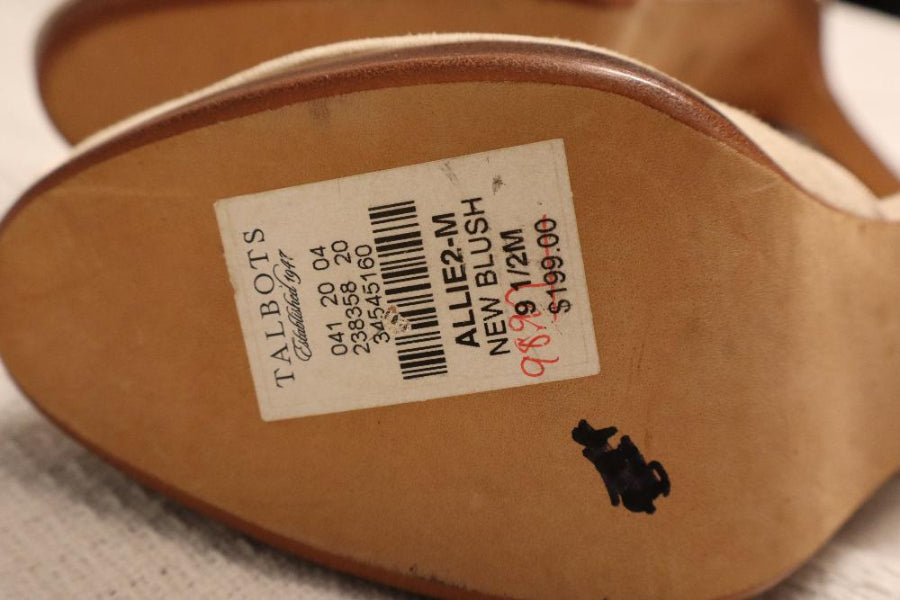 TALBOTS
Established 1947
041 20 04
238358 20
34545160
ALLIE2-M
NEW BLUSH
9 1/2M
$199.00